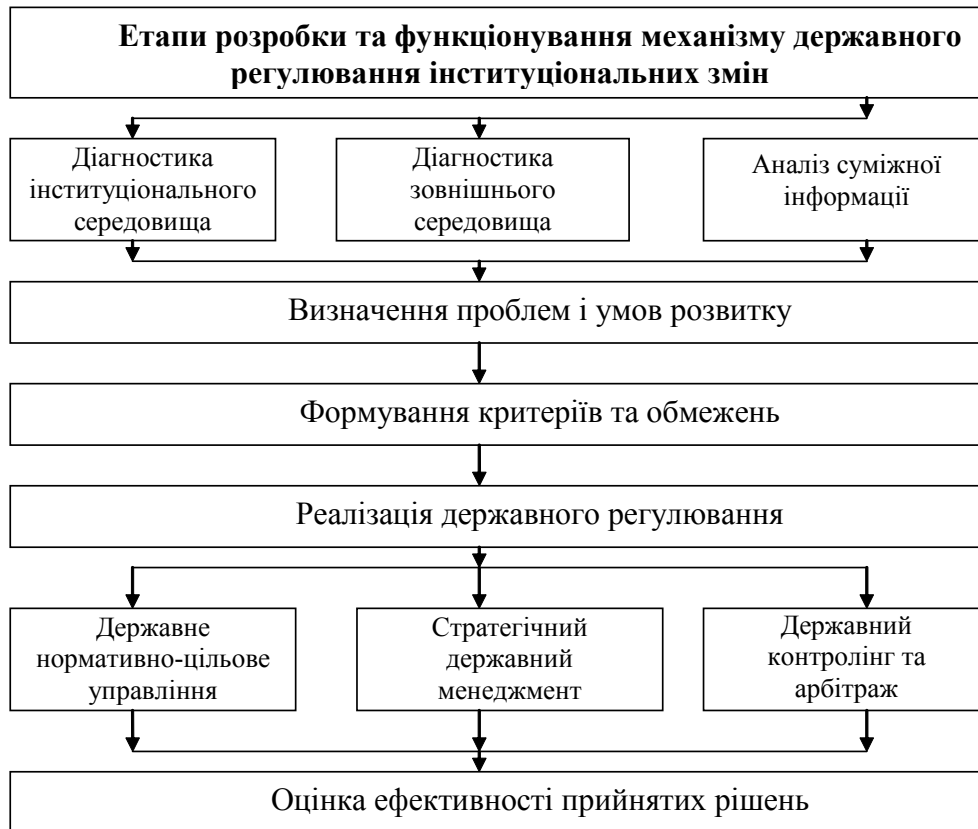 Етапи розробки та функціонування механізму державного
регулювання інституціональних змін
Діагностика
інституціонального
середовища
Діагностика
зовнішнього
середовища
Аналіз суміжної
інформації
Визначення проблем і умов розвитку
Формування критеріїв та обмежень
Реалізація державного регулювання
Державне
нормативно-цільове
управління
Стратегічний
державний
менеджмент
Державний
контролінг та
арбітраж
Оцінка ефективності прийнятих рішень